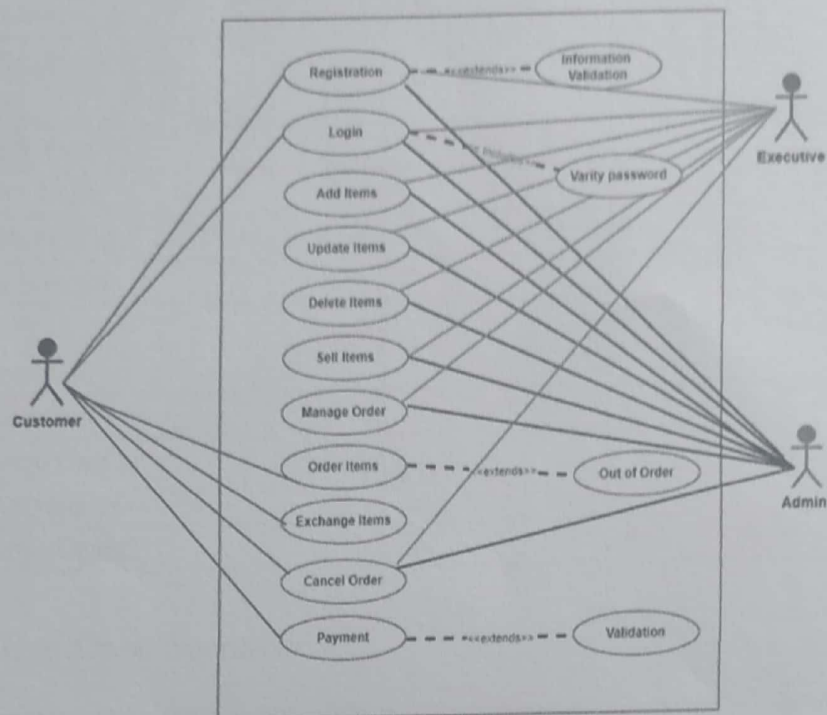 Registration
<<extends>>
Information
Validation
Executive
Login
Varity password
Add Items
Update Items
Delete Items
Sell Items
Customer
Manage Order
Order Items
<<extends>>
Out of Order
Admin
Exchange Items
Cancel Order
Payment
<<extends>>
Validation